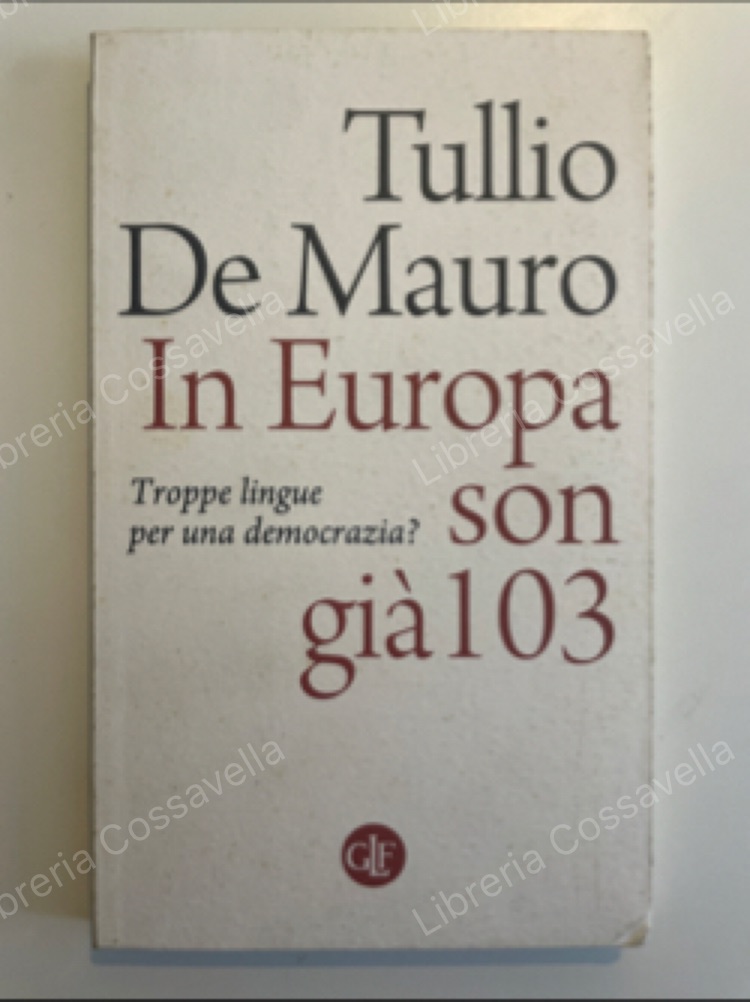 Tullio
De Mauro
In Europa
son
già 103
Troppe lingue
per una democrazia?
GLF
Libreria Cossavella
Libreria Cossavella
Libreria Cossavella
Libreria Cossavella